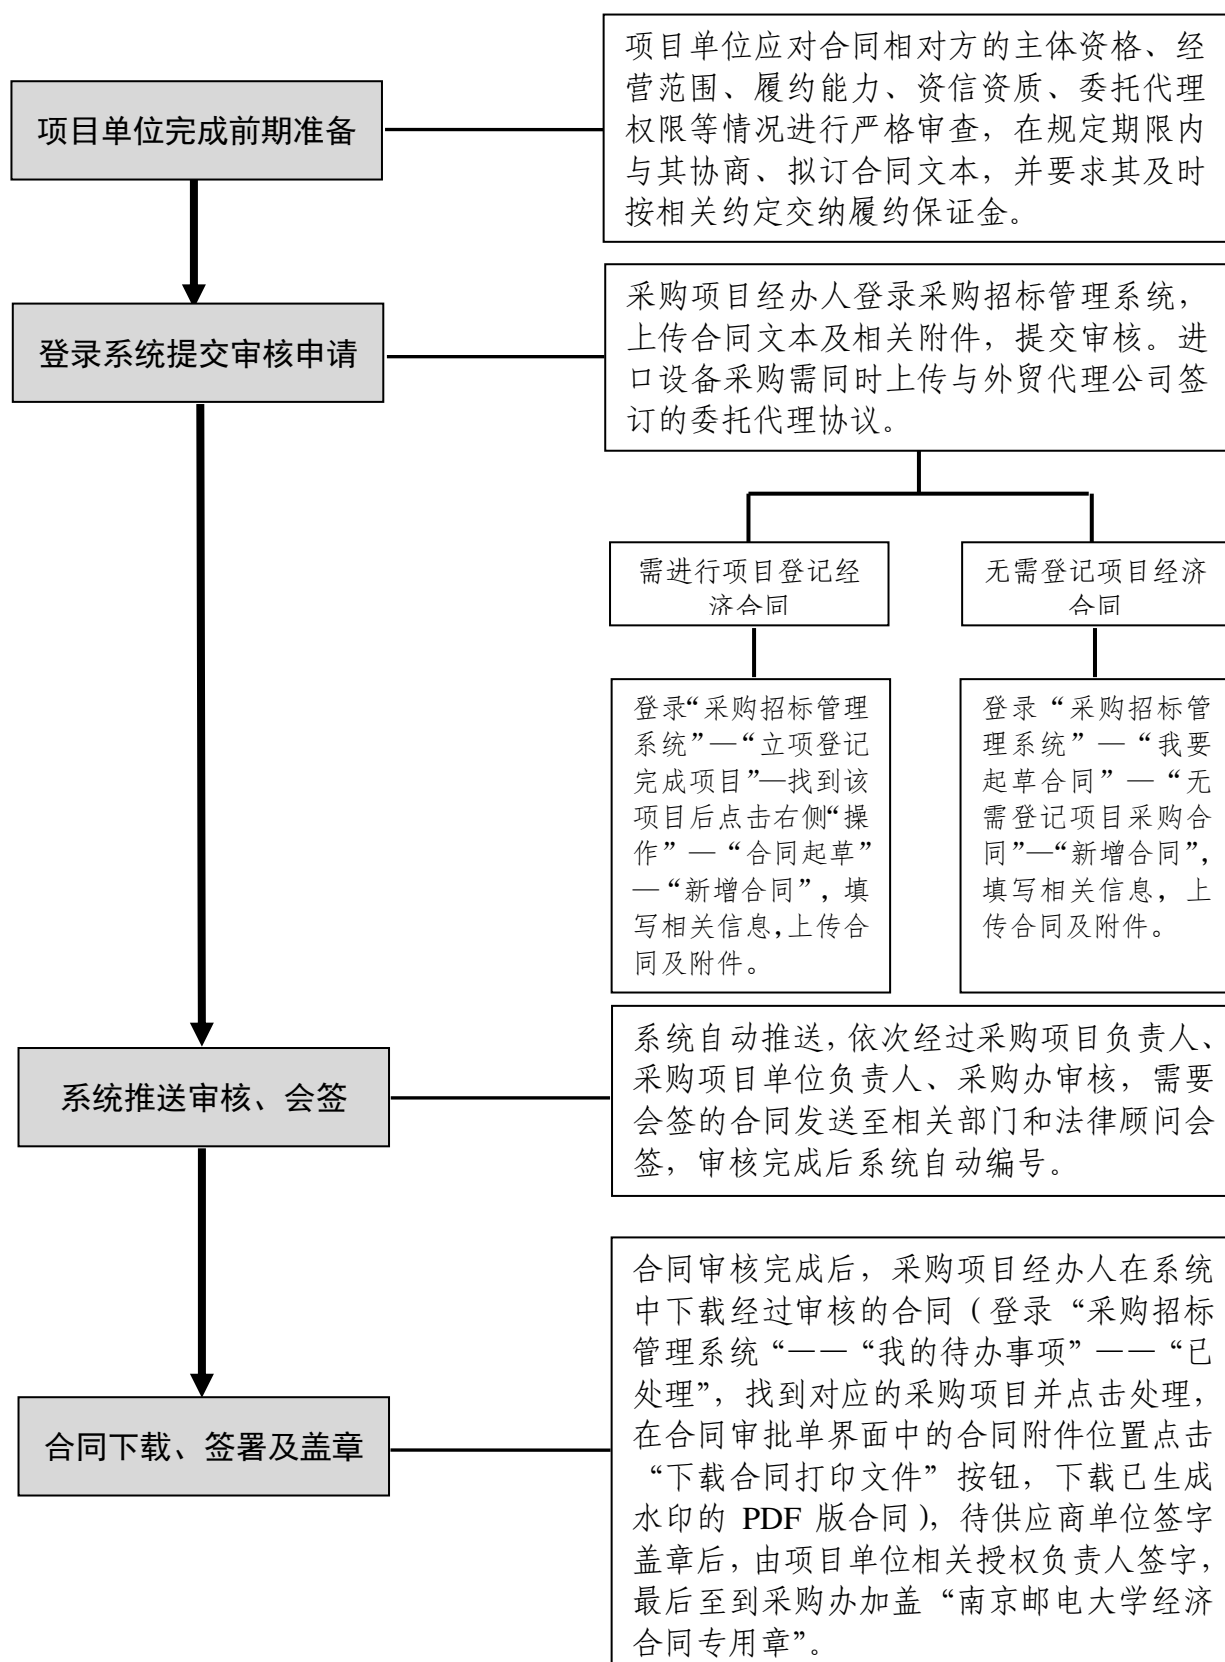 项目单位完成前期准备
项目单位应对合同相对方的主体资格、经
营范围、履约能力、资信资质、委托代理
权限等情况进行严格审查，在规定期限内
与其协商、拟订合同文本，并要求其及时
按相关约定交纳履约保证金。
登录系统提交审核申请
采购项目经办人登录采购招标管理系统，
上传合同文本及相关附件，提交审核。进
口设备采购需同时上传与外贸代理公司签
订的委托代理协议。
需进行项目登记经
济合同
无需登记项目经济
合同
登录“采购招标管理
系统”—“立项登记
完成项目”—找到该
项目后点击右侧“操
作”—“合同起草”
—“新增合同”，填
写相关信息，上传合
同及附件。
登录“采购招标管
理系统”—“我要
起草合同”—“无
需登记项目采购合
同”—“新增合同”，
填写相关信息，上
传合同及附件。
系统推送审核、会签
系统自动推送，依次经过采购项目负责人、
采购项目单位负责人、采购办审核，需要
会签的合同发送至相关部门和法律顾问会
签，审核完成后系统自动编号。
合同下载、签署及盖章
合同审核完成后，采购项目经办人在系统
中下载经过审核的合同（登录“采购招标
管理系统“——“我的待办事项”——“已
处理”，找到对应的采购项目并点击处理，
在合同审批单界面中的合同附件位置点击
“下载合同打印文件”按钮，下载已生成
水印的 PDF 版合同），待供应商单位签字
盖章后，由项目单位相关授权负责人签字，
最后至到采购办加盖“南京邮电大学经济
合同专用章”。